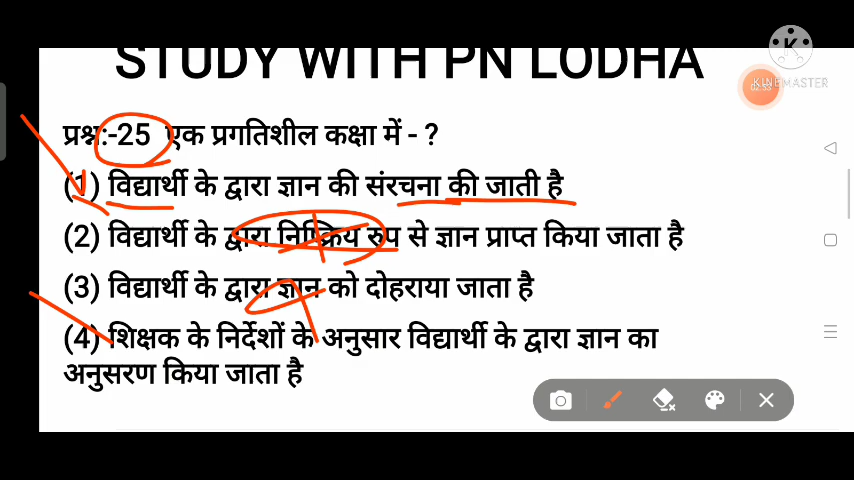 STUDY WITH PN LODHA
KINEMASTER
प्रश्न:-25 एक प्रगतिशील कक्षा में - ?
(1) विद्यार्थी के द्वारा ज्ञान की संरचना की जाती है
(2) विद्यार्थी के द्वारा निष्क्रिय रुप से ज्ञान प्राप्त किया जाता है
(3) विद्यार्थी के द्वारा ज्ञान को दोहराया जाता है
(4) शिक्षक के निर्देशों के अनुसार विद्यार्थी के द्वारा ज्ञान का
अनुसरण किया जाता है